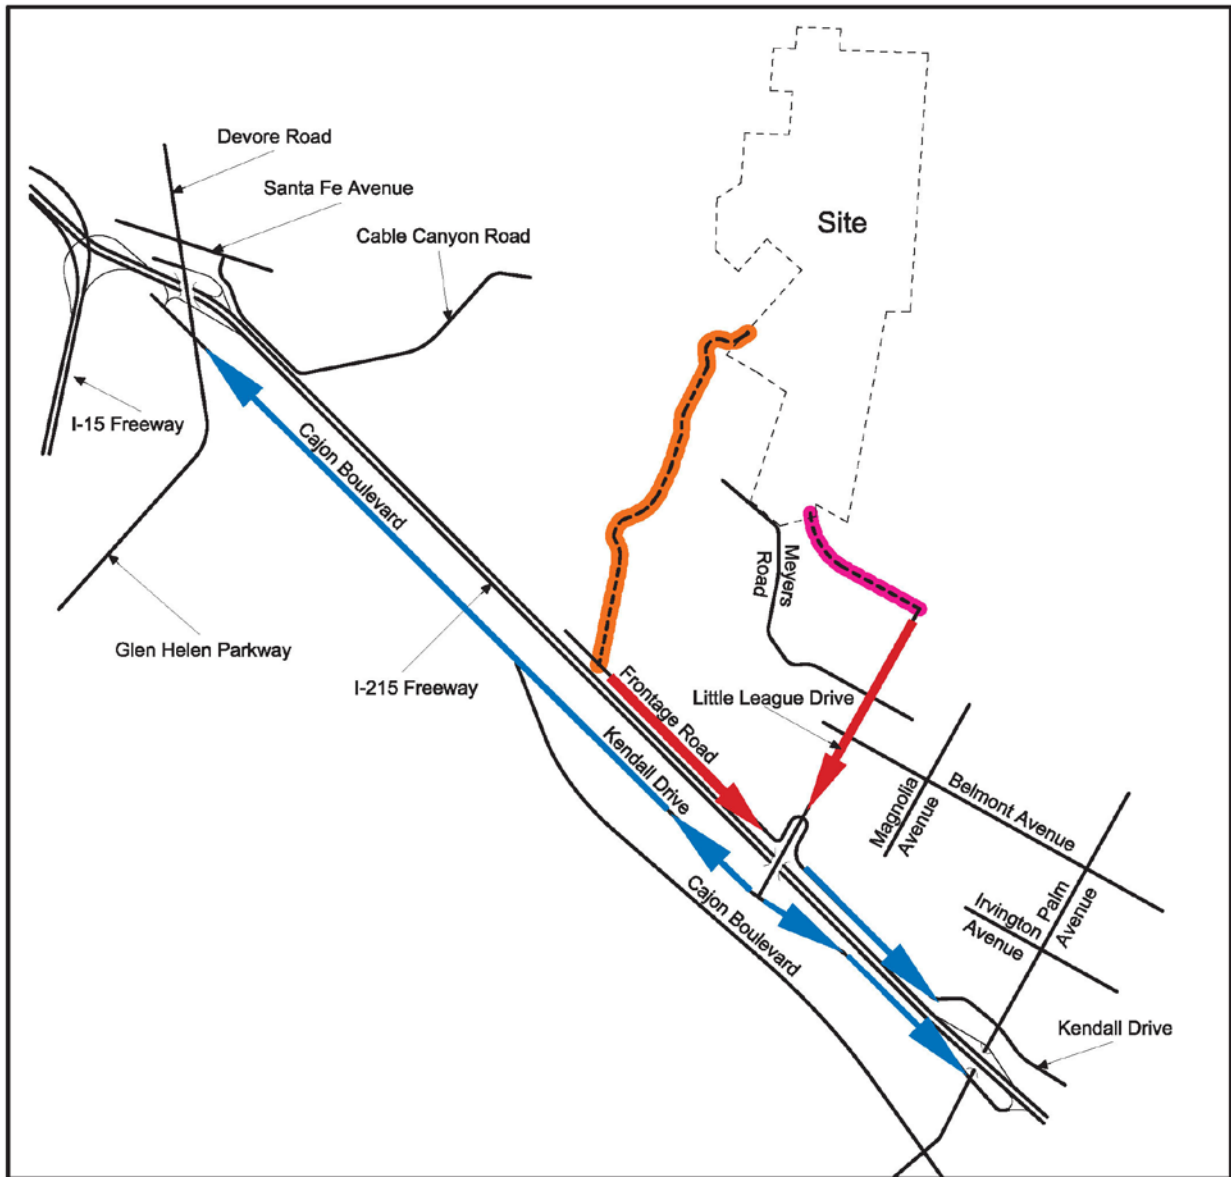 Devore Road
Santa Fe Avenue
Cable Canyon Road
Site
I-15 Freeway
Cajon Boulevard
Glen Helen Parkway
I-215 Freeway
Meyers
Road
Frontage Road
Little League Drive
Kendall Drive
Magnolia
Avenue
Belmont Avenue
Cajon Boulevard
Irvington
Avenue
Palm
Avenue
Kendall Drive